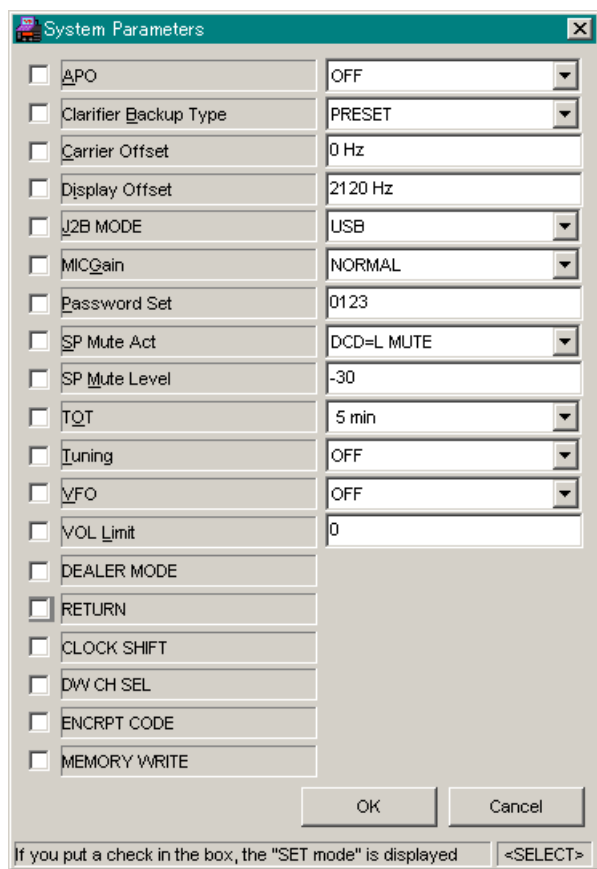 System Parameters
APO OFF
Clarifier Backup Type PRESET
Carrier Offset 0 Hz
Display Offset 2120 Hz
J2B MODE USB
MICGain NORMAL
Password Set 0123
SP Mute Act DCD=L MUTE
SP Mute Level -30
TOT 5 min
Tuning OFF
VFO OFF
VOL Limit 0
DEALER MODE
RETURN
CLOCK SHIFT
DW CH SEL
ENCRPT CODE
MEMORY WRITE
OK Cancel
If you put a check in the box, the "SET mode" is displayed <SELECT>